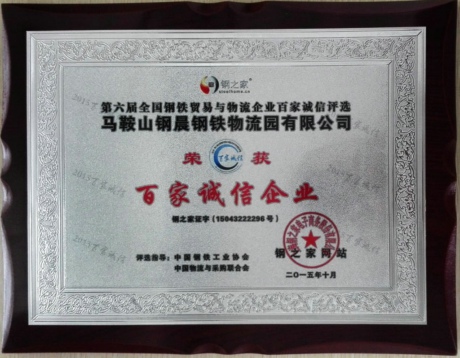 钢之家
第六届全国钢铁贸易与物流企业百家诚信评选
马鞍山钢晨钢铁物流园有限公司
荣 百家诚信 获
百家诚信企业
钢之家证字(15043222296号)
评选指导:中国钢铁工业协会
中国物流与采购联合会
钢之家网站
二〇一五年十月